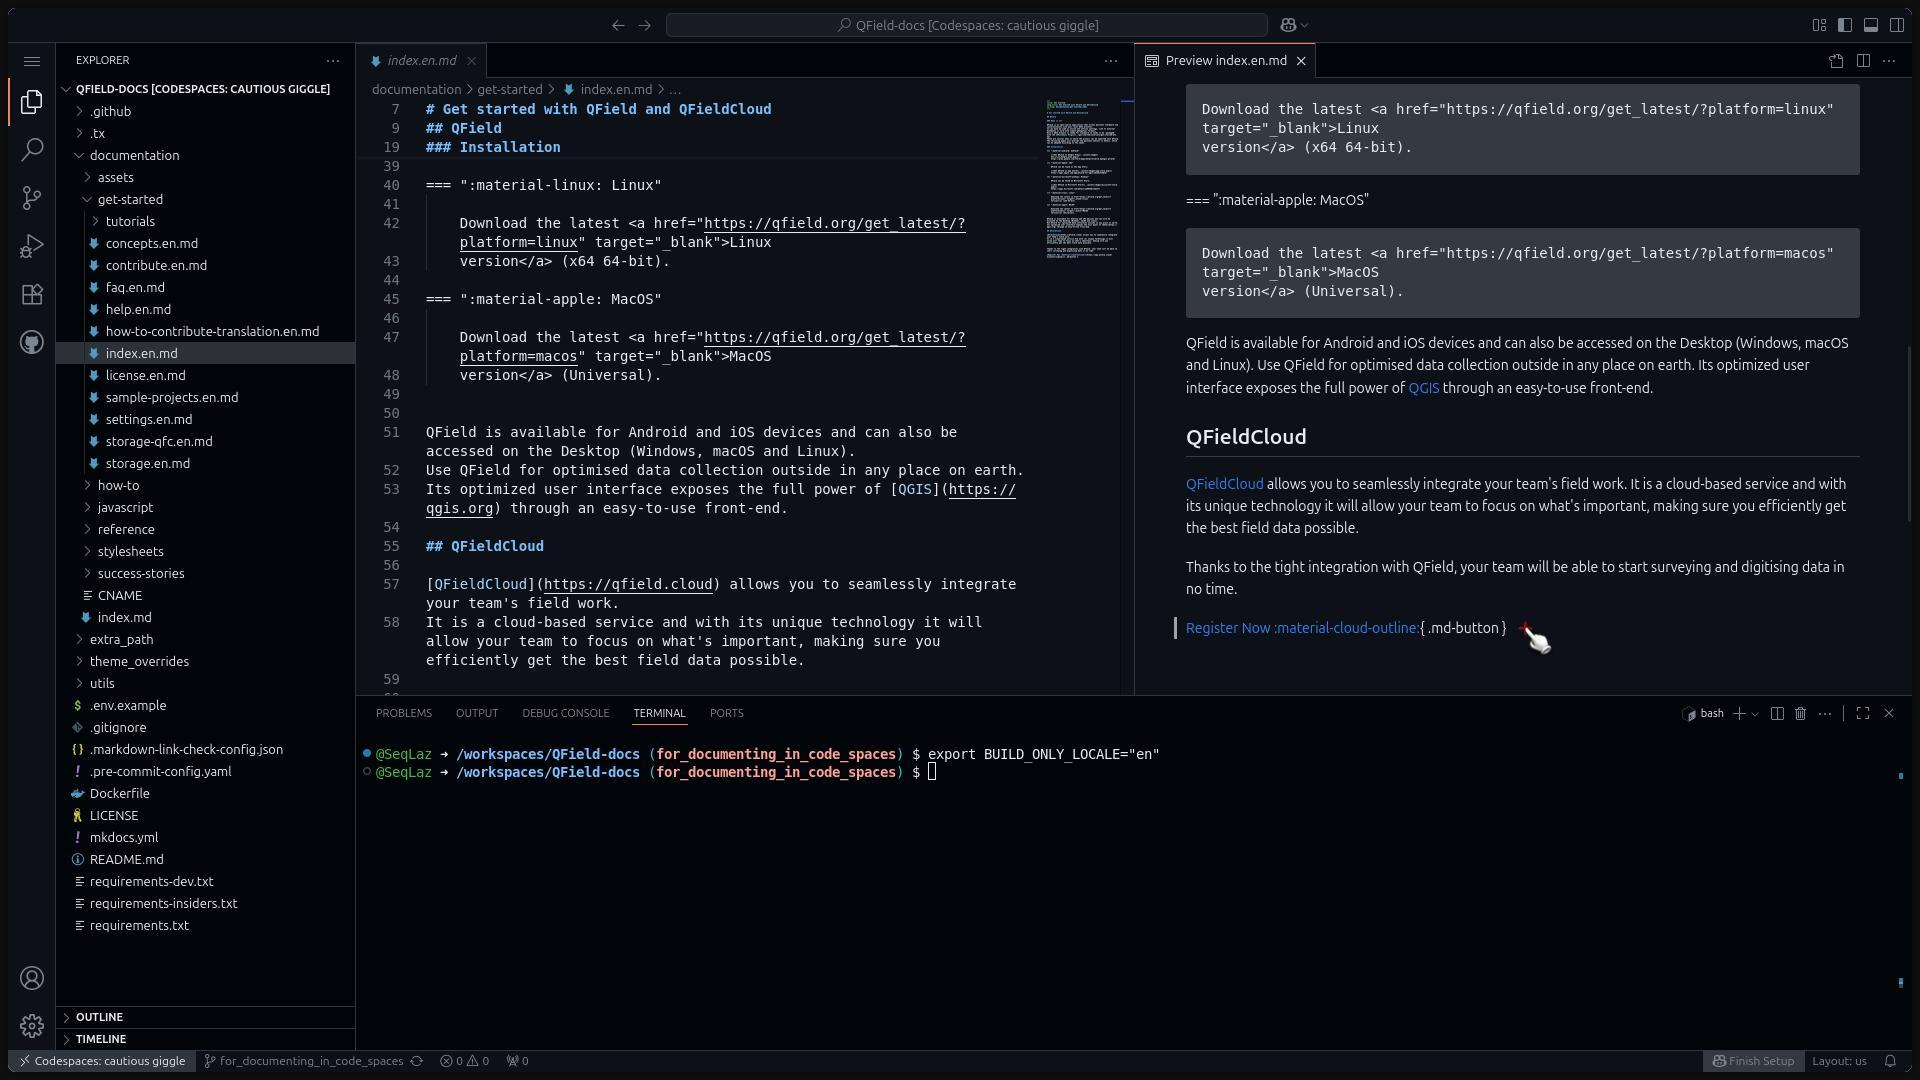 QField-docs [Codespaces: cautious giggle]
EXPLORER
QFIELD-DOCS [CODESPACES: CAUTIOUS GIGGLE]
.github
.tx
documentation
assets
get-started
tutorials
concepts.en.md
contribute.en.md
faq.en.md
help.en.md
how-to-contribute-translation.en.md
index.en.md
license.en.md
sample-projects.en.md
settings.en.md
storage-qfc.en.md
storage.en.md
how-to
javascript
reference
stylesheets
success-stories
CNAME
index.md
extra_path
theme_overrides
utils
.env.example
.gitignore
.markdown-link-check-config.json
.pre-commit-config.yaml
Dockerfile
LICENSE
mkdocs.yml
README.md
requirements-dev.txt
requirements-insiders.txt
requirements.txt
OUTLINE
TIMELINE
index.en.md
documentation > get-started > index.en.md > ...
7 # Get started with QField and QFieldCloud
9 ## QField
19 ### Installation
39
40 === ":material-linux: Linux"
41
42 Download the latest <a href="https://qfield.org/get_latest/?
platform=linux" target="_blank">Linux
43 version</a> (x64 64-bit).
44
45 === ":material-apple: MacOS"
46
47 Download the latest <a href="https://qfield.org/get_latest/?
platform=macos" target="_blank">MacOS
48 version</a> (Universal).
49
50
51 QField is available for Android and iOS devices and can also be
accessed on the Desktop (Windows, macOS and Linux).
52 Use QField for optimised data collection outside in any place on earth.
53 Its optimized user interface exposes the full power of [QGIS](https://
qgis.org) through an easy-to-use front-end.
54
55 ## QFieldCloud
56
57 [QFieldCloud](https://qfield.cloud) allows you to seamlessly integrate
your team's field work.
58 It is a cloud-based service and with its unique technology it will
allow your team to focus on what's important, making sure you
efficiently get the best field data possible.
59
Preview index.en.md
Download the latest <a href="https://qfield.org/get_latest/?platform=linux"
target="_blank">Linux
version</a> (x64 64-bit).
=== ":material-apple: MacOS"
Download the latest <a href="https://qfield.org/get_latest/?platform=macos"
target="_blank">MacOS
version</a> (Universal).
QField is available for Android and iOS devices and can also be accessed on the Desktop (Windows, macOS
and Linux). Use QField for optimised data collection outside in any place on earth. Its optimized user
interface exposes the full power of QGIS through an easy-to-use front-end.
QFieldCloud
QFieldCloud allows you to seamlessly integrate your team's field work. It is a cloud-based service and with
its unique technology it will allow your team to focus on what's important, making sure you efficiently get
the best field data possible.
Thanks to the tight integration with QField, your team will be able to start surveying and digitising data in
no time.
Register Now :material-cloud-outline:{ .md-button }
PROBLEMS OUTPUT DEBUG CONSOLE TERMINAL PORTS
bash
@SeqLaz ➜ /workspaces/QField-docs (for_documenting_in_code_spaces) $ export BUILD_ONLY_LOCALE="en"
@SeqLaz ➜ /workspaces/QField-docs (for_documenting_in_code_spaces) $
Codespaces: cautious giggle
for_documenting_in_code_spaces
0 0
0
Finish Setup
Layout: us